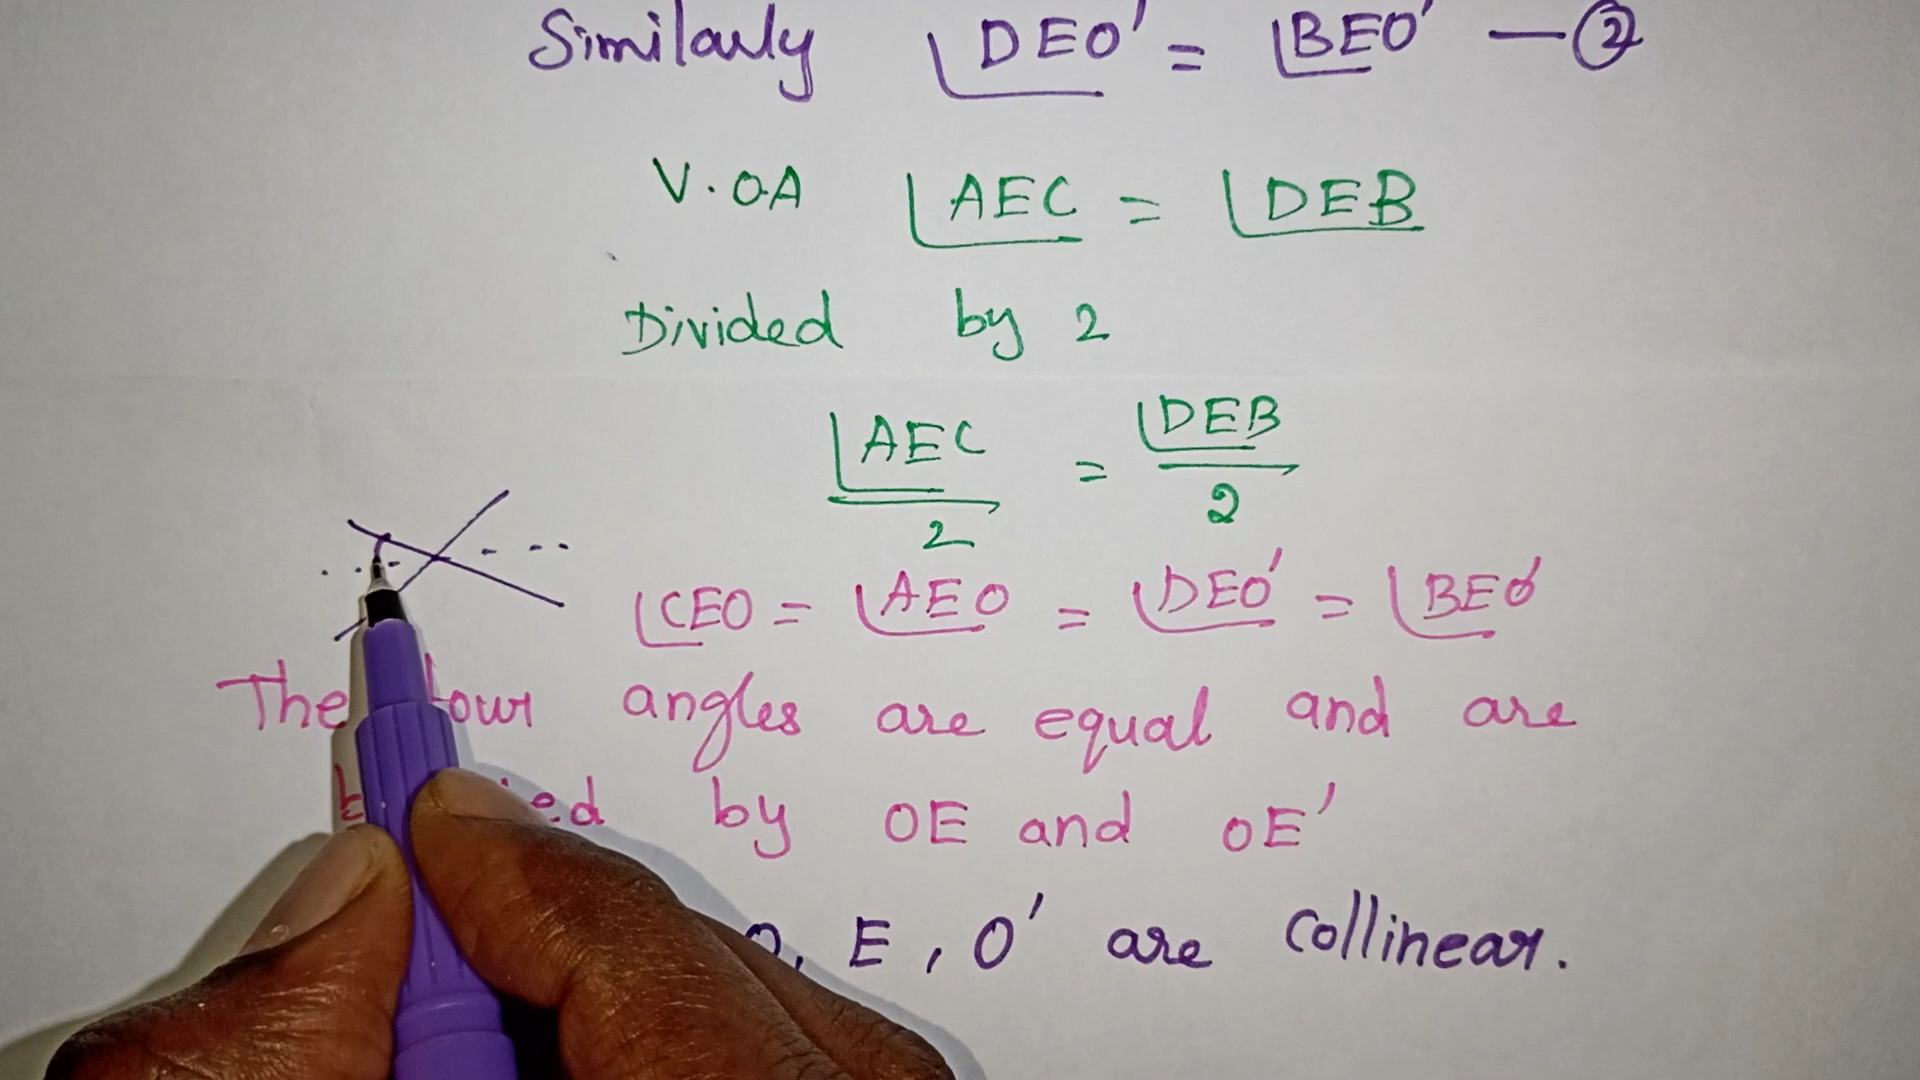 Similarly ∠DEO' = ∠BEO' — ②
V.O.A ∠AEC = ∠DEB
Divided by 2
∠AEC / 2 = ∠DEB / 2
∠CEO = ∠AEO = ∠DEO' = ∠BEO'
The four angles are equal and are
by OE and OE'
O, E, O' are collinear.